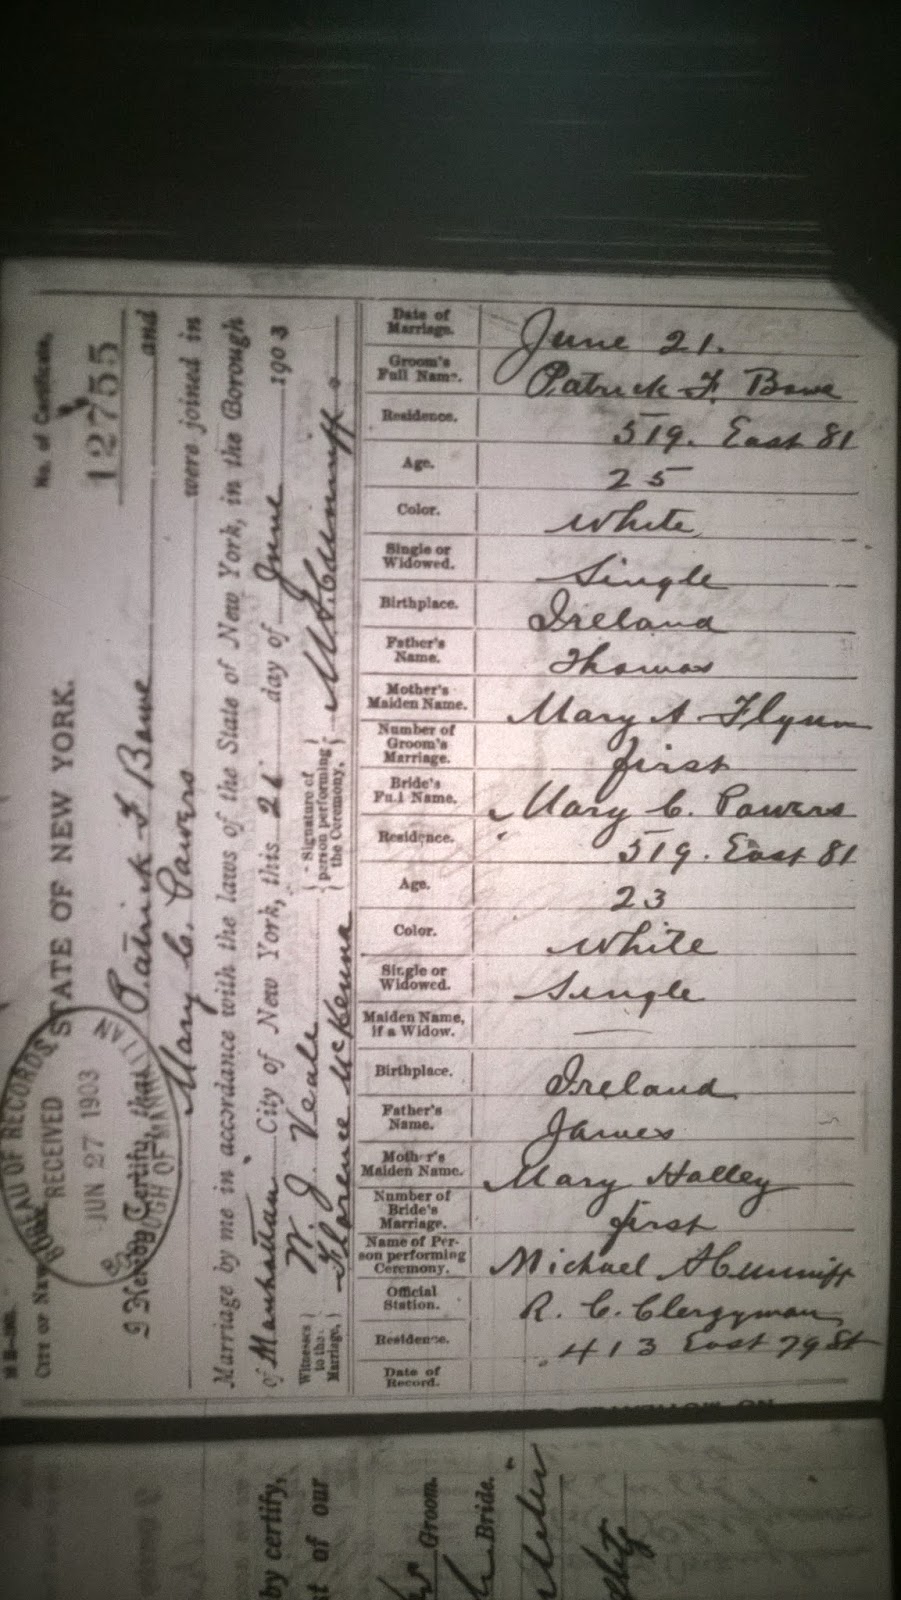 No. of Certificate.
12755
STATE OF NEW YORK.
BUREAU OF RECORDS
RECEIVED
JUN 27 1903
BOROUGH OF MANHATTAN
I Hereby Certify, that Patrick F Bowe and
Mary C. Powers were joined in
Marriage by me in accordance with the laws of the State of New York, in the Borough
of Manhattan City of New York, this 21 day of June 1903
Witnesses to the Marriage,
W. J. Veale
Florence McKenna
Signature of person performing the Ceremony,
Date of Marriage. June 21.
Groom's Full Name. Patrick F. Bowe
Residence. 519. East 81
Age. 25
Color. White
Single or Widowed. Single
Birthplace. Ireland
Father's Name. Thomas
Mother's Maiden Name. Mary A Flynn
Number of Groom's Marriage. first
Bride's Full Name. Mary C. Powers
Residence. 519. East 81
Age. 23
Color. White
Single or Widowed. Single
Maiden Name, if a Widow. —
Birthplace. Ireland
Father's Name. James
Mother's Maiden Name. Mary Halley
Number of Bride's Marriage. first
Name of Person performing Ceremony. Michael
Official Station. R. C. Clergyman
Residence. 413 East 79 St
Date of Record.
by certify,
of our
Groom.
Bride.